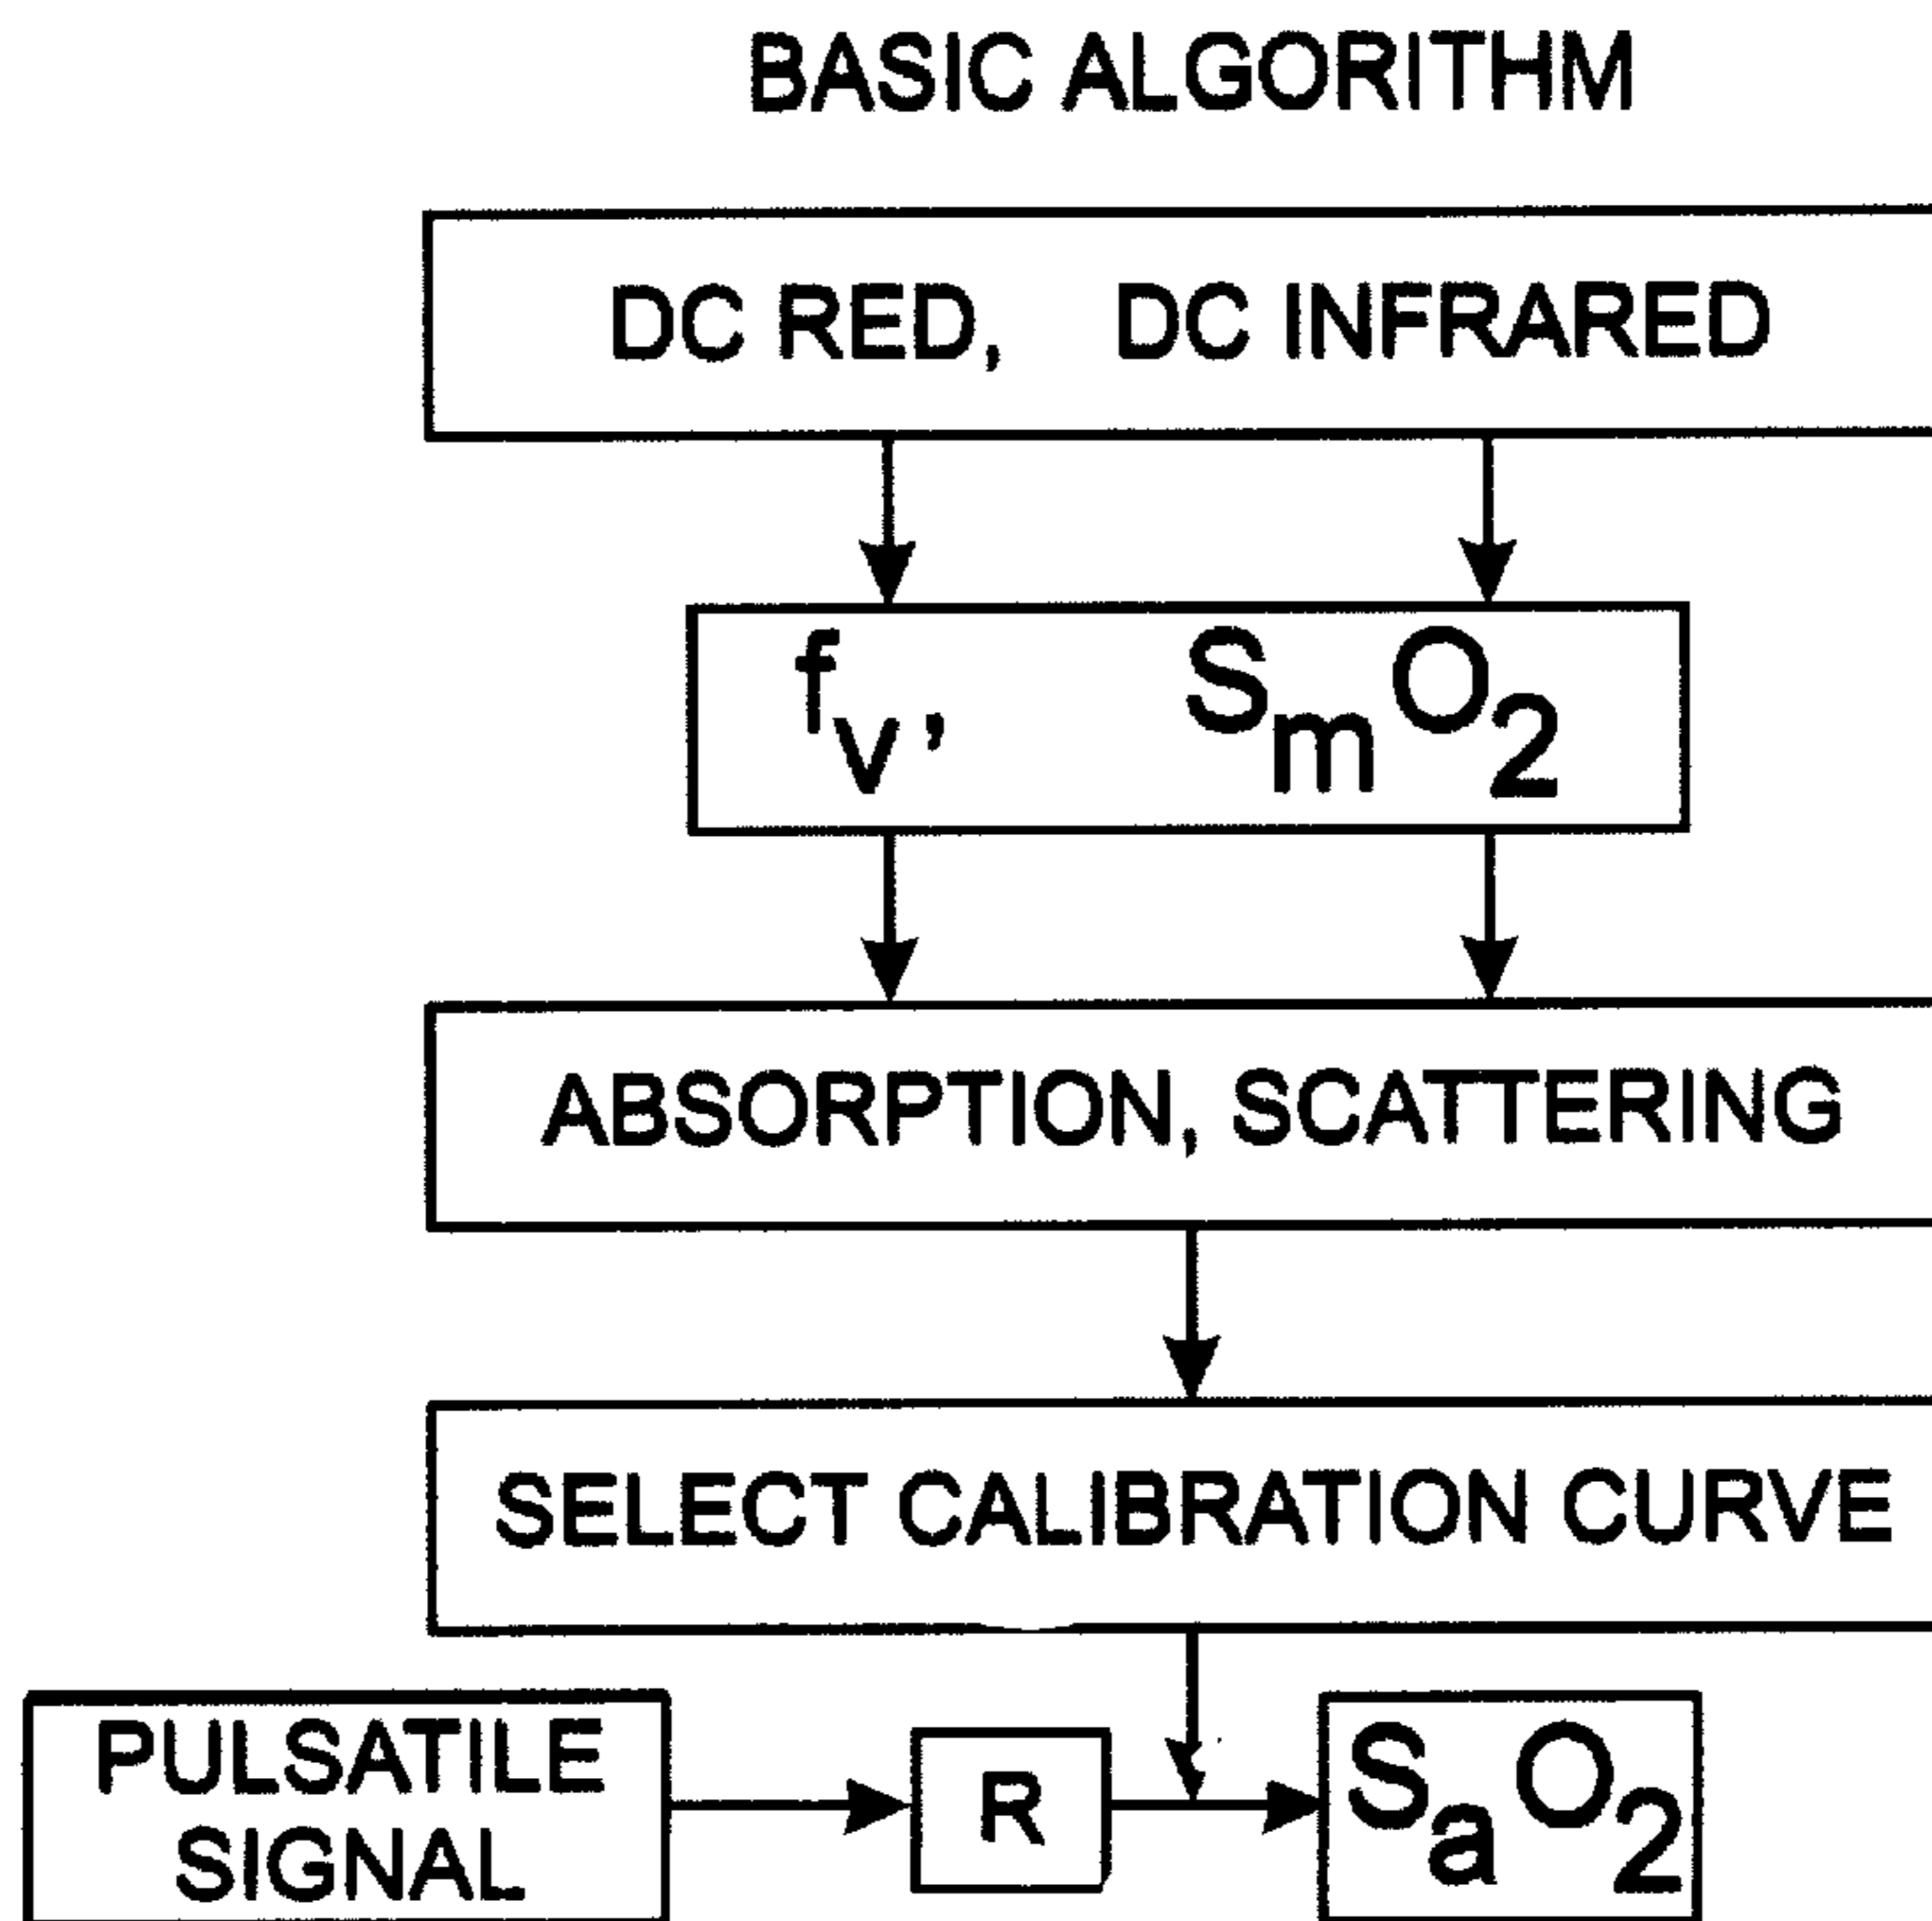 BASIC ALGORITHM
DC RED, DC INFRARED
fv, SmO2
ABSORPTION, SCATTERING
SELECT CALIBRATION CURVE
PULSATILE
SIGNAL
R
SaO2